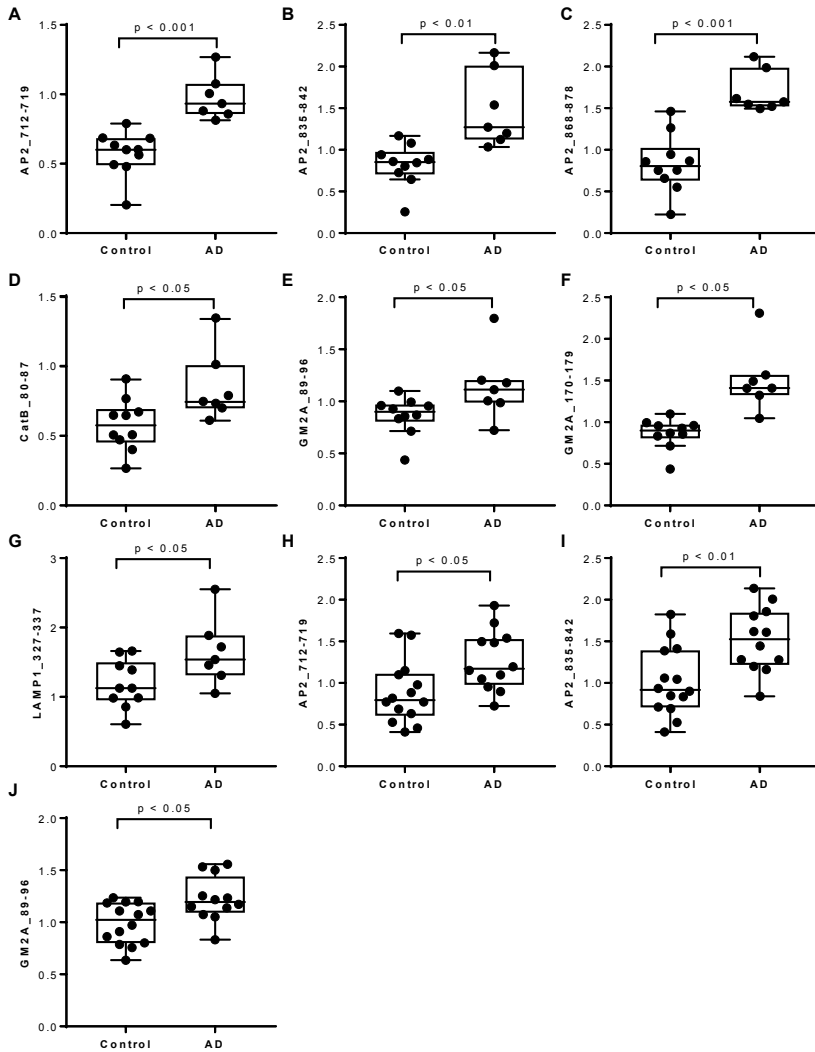 A
p < 0.001
AP2_712-719
1.5
1.0
0.5
0.0
Control AD
B
p < 0.01
AP2_835-842
2.5
2.0
1.5
1.0
0.5
0.0
Control AD
C
p < 0.001
AP2_868-878
2.5
2.0
1.5
1.0
0.5
0.0
Control AD
D
p < 0.05
CatB_80-87
1.5
1.0
0.5
0.0
Control AD
E
p < 0.05
GM2A_89-96
2.0
1.5
1.0
0.5
0.0
Control AD
F
p < 0.05
GM2A_170-179
2.5
2.0
1.5
1.0
0.5
0.0
Control AD
G
p < 0.05
LAMP1_327-337
3
2
1
0
Control AD
H
p < 0.05
AP2_712-719
2.5
2.0
1.5
1.0
0.5
0.0
Control AD
I
p < 0.01
AP2_835-842
2.5
2.0
1.5
1.0
0.5
0.0
Control AD
J
p < 0.05
GM2A_89-96
2.0
1.5
1.0
0.5
0.0
Control AD